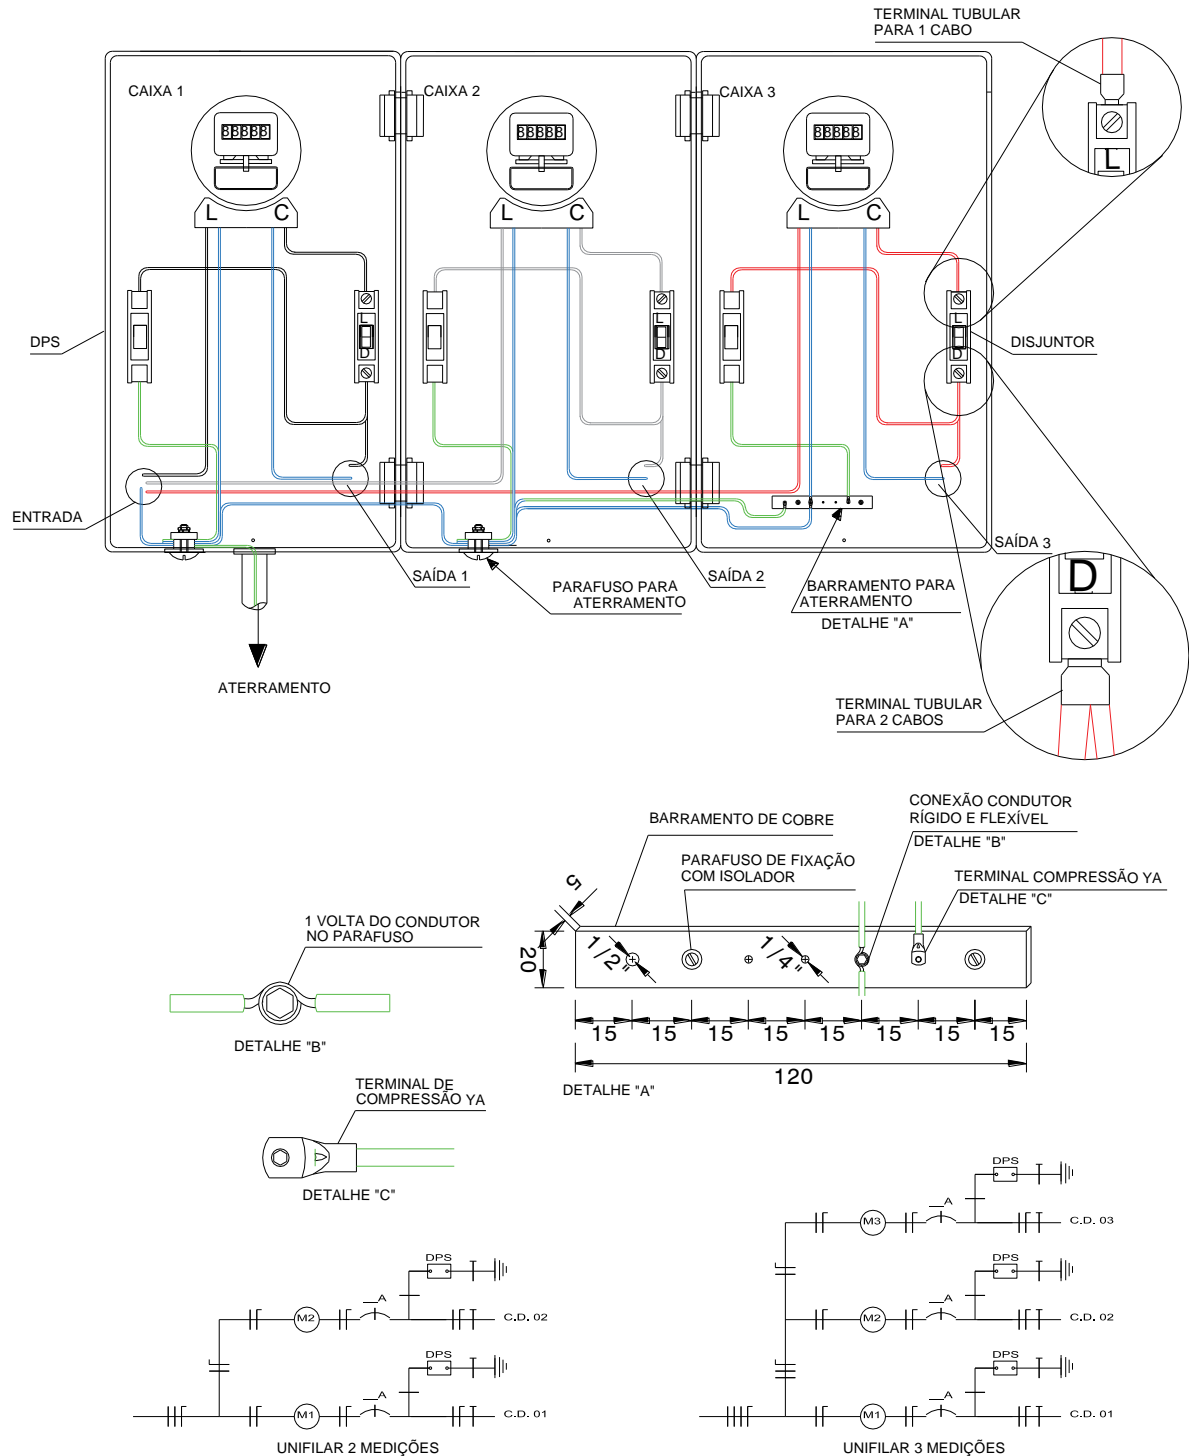 TERMINAL TUBULAR
PARA 1 CABO
CAIXA 1
CAIXA 2
CAIXA 3
88888
88888
88888
L
L C
L C
L C
DPS
L
D
L
D
L
D
DISJUNTOR
ENTRADA
SAÍDA 1
SAÍDA 2
SAÍDA 3
PARAFUSO PARA
ATERRAMENTO
BARRAMENTO PARA
ATERRAMENTO
DETALHE "A"
D
ATERRAMENTO
TERMINAL TUBULAR
PARA 2 CABOS
BARRAMENTO DE COBRE
CONEXÃO CONDUTOR
RÍGIDO E FLEXÍVEL
DETALHE "B"
PARAFUSO DE FIXAÇÃO
COM ISOLADOR
TERMINAL COMPRESSÃO YA
DETALHE "C"
5
20
1/2"
1/4"
15 15 15 15 15 15 15 15
120
DETALHE "A"
1 VOLTA DO CONDUTOR
NO PARAFUSO
DETALHE "B"
TERMINAL DE
COMPRESSÃO YA
DETALHE "C"
DPS
A
M2
C.D. 02
DPS
A
M1
C.D. 01
UNIFILAR 2 MEDIÇÕES
DPS
A
M3
C.D. 03
DPS
A
M2
C.D. 02
DPS
A
M1
C.D. 01
UNIFILAR 3 MEDIÇÕES